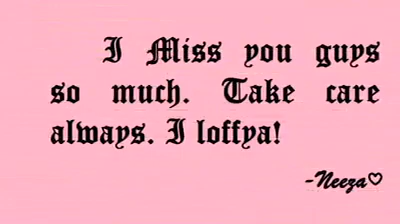 I Miss you guys
so much. Take care
always. I loffya!
-Neeza♡